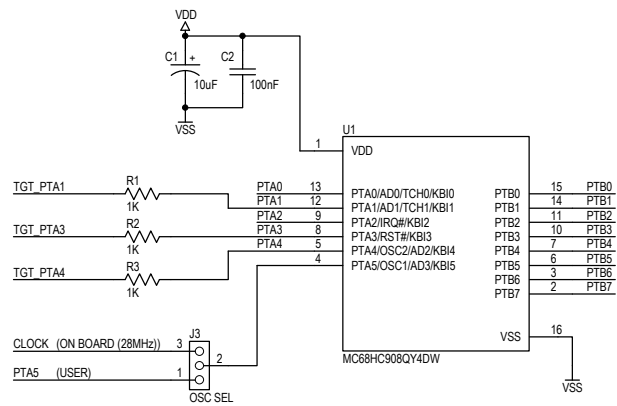 VDD
C1 + C2
10uF 100nF
VSS
U1
1 VDD
TGT_PTA1 R1 1K
TGT_PTA3 R2 1K
TGT_PTA4 R3 1K
PTA0 13 PTA0/AD0/TCH0/KBI0
PTA1 12 PTA1/AD1/TCH1/KBI1
PTA2 9 PTA2/IRQ#/KBI2
PTA3 8 PTA3/RST#/KBI3
PTA4 5 PTA4/OSC2/AD2/KBI4
4 PTA5/OSC1/AD3/KBI5
PTB0 15 PTB0
PTB1 14 PTB1
PTB2 11 PTB2
PTB3 10 PTB3
PTB4 7 PTB4
PTB5 6 PTB5
PTB6 3 PTB6
PTB7 2 PTB7
VSS 16
MC68HC908QY4DW
VSS
J3
CLOCK (ON BOARD (28MHz)) 3
2
PTA5 (USER) 1
OSC SEL